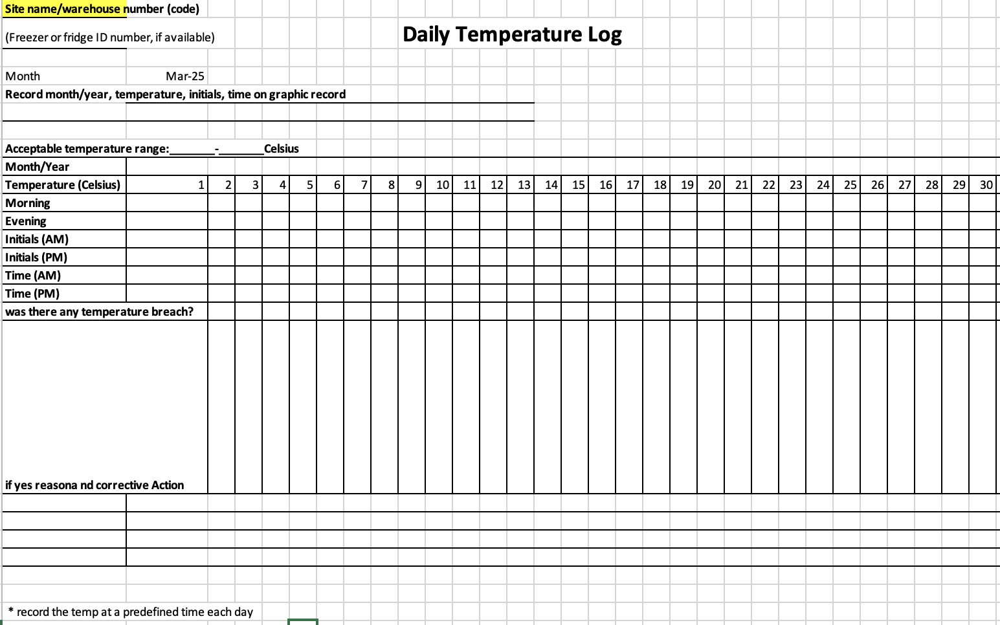 Site name/warehouse number (code)
(Freezer or fridge ID number, if available)
Daily Temperature Log
Month Mar-25
Record month/year, temperature, initials, time on graphic record
Acceptable temperature range:_______-_______Celsius
Month/Year
Temperature (Celsius) 1 2 3 4 5 6 7 8 9 10 11 12 13 14 15 16 17 18 19 20 21 22 23 24 25 26 27 28 29 30
Morning
Evening
Initials (AM)
Initials (PM)
Time (AM)
Time (PM)
was there any temperature breach?
if yes reasona nd corrective Action
* record the temp at a predefined time each day